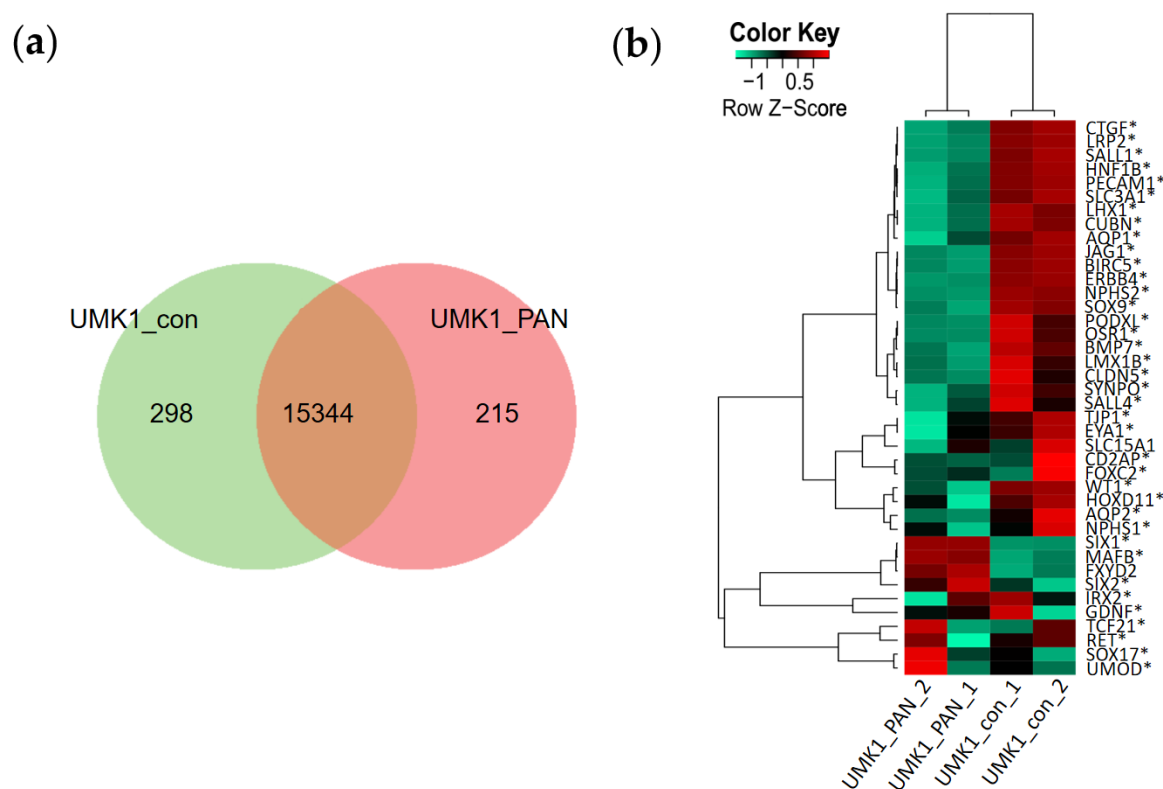 (a)
UMK1_con
UMK1_PAN
298
15344
215
(b)
Color Key
−1
0.5
Row Z−Score
CTGF*
LRP2*
SALL1*
HNF1B*
PECAM1*
SLC3A1*
LHX1*
CUBN*
AQP1*
JAG1*
BIRC5*
ERBB4*
NPHS2*
SOX9*
PODXL*
OSR1*
BMP7*
LMX1B*
CLDN5*
SYNPO*
SALL4*
TJP1*
EYA1*
SLC15A1
CD2AP*
FOXC2*
WT1*
HOXD11*
AQP2*
NPHS1*
SIX1*
MAFB*
FXYD2
SIX2*
IRX2*
GDNF*
TCF21*
RET*
SOX17*
UMOD*
UMK1_PAN_2
UMK1_PAN_1
UMK1_con_1
UMK1_con_2